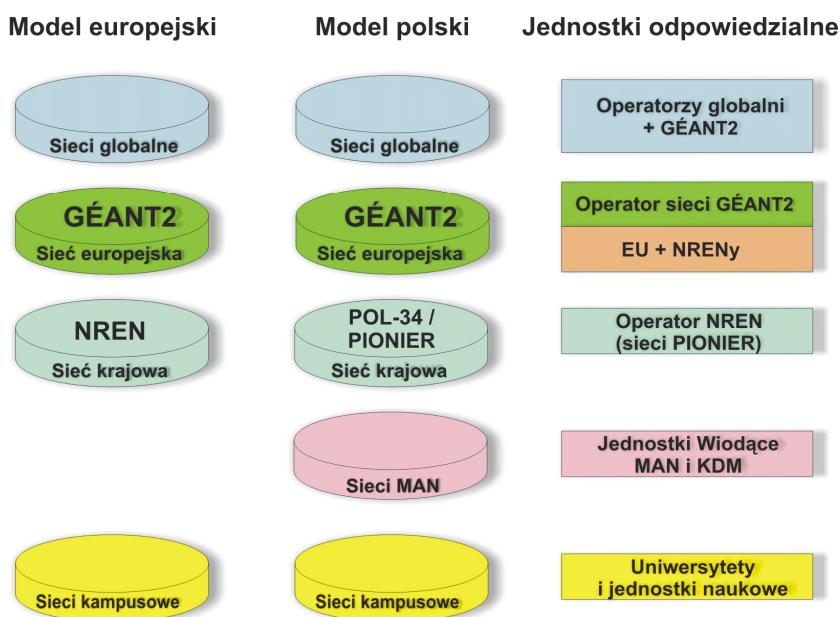 Model europejski
Model polski
Jednostki odpowiedzialne
Sieci globalne
Sieci globalne
Operatorzy globalni
+ GÉANT2
GÉANT2
Sieć europejska
GÉANT2
Sieć europejska
Operator sieci GÉANT2
EU + NRENy
NREN
Sieć krajowa
POL-34 /
PIONIER
Sieć krajowa
Operator NREN
(sieci PIONIER)
Sieci MAN
Jednostki Wiodące
MAN i KDM
Sieci kampusowe
Sieci kampusowe
Uniwersytety
i jednostki naukowe